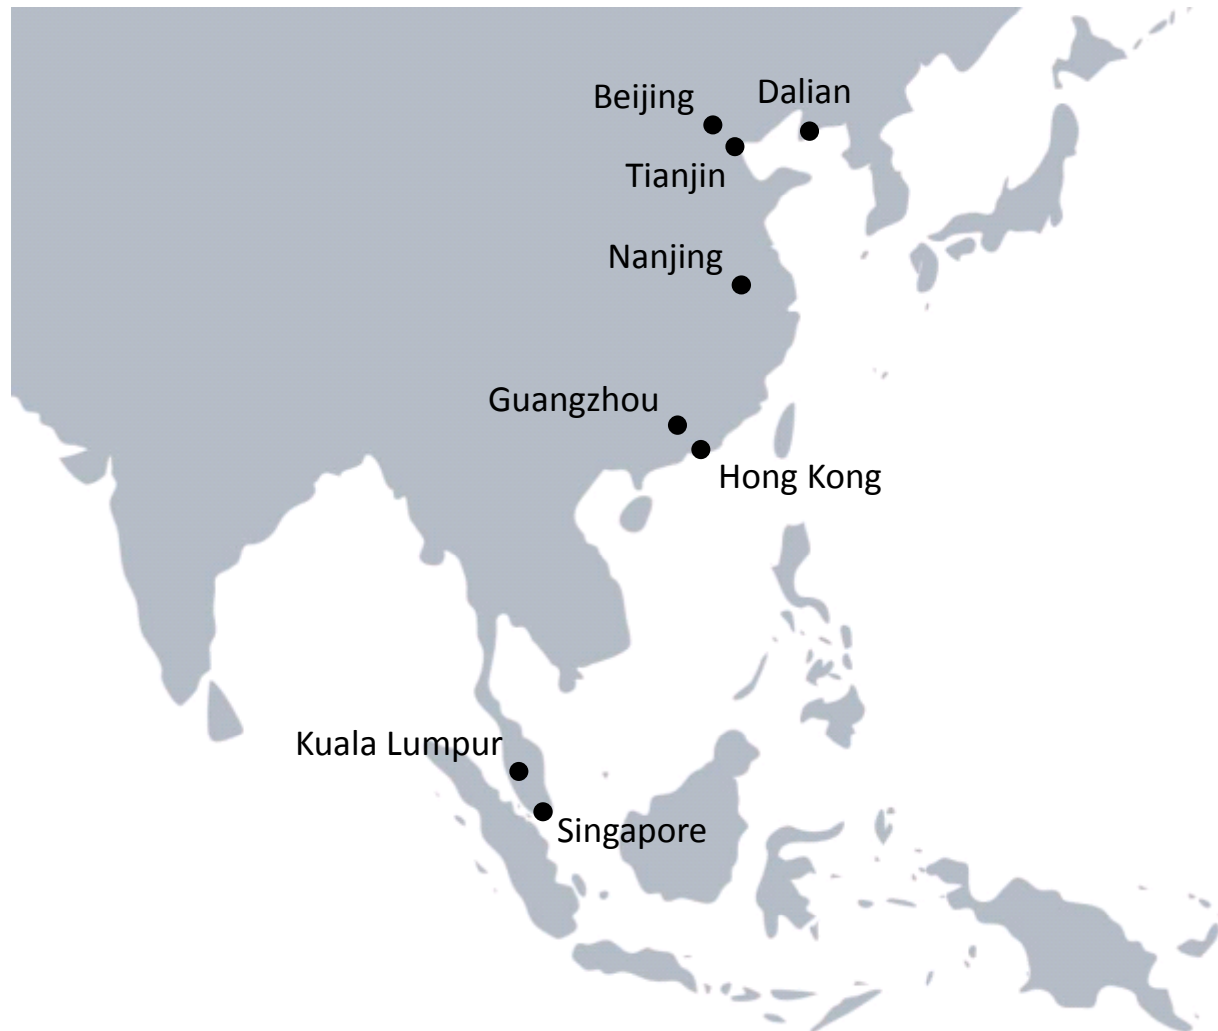 Beijing
Dalian
Tianjin
Nanjing
Guangzhou
Hong Kong
Kuala Lumpur
Singapore